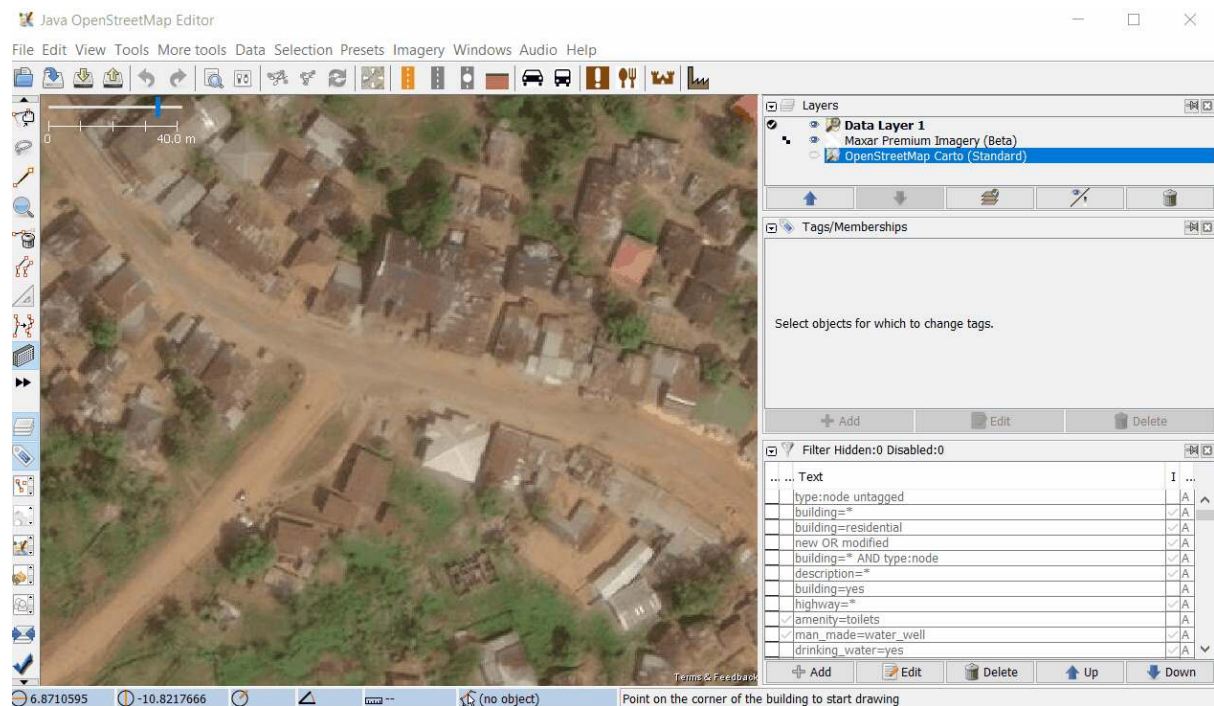 Java OpenStreetMap Editor
File Edit View Tools More tools Data Selection Presets Imagery Windows Audio Help
0 40.0 m
Layers
Data Layer 1
Maxar Premium Imagery (Beta)
OpenStreetMap Carto (Standard)
Tags/Memberships
Select objects for which to change tags.
Add Edit Delete
Filter Hidden:0 Disabled:0
... ... Text I ...
type:node untagged A
building=* A
building=residential A
new OR modified A
building=* AND type:node A
description=* A
building=yes A
highway=* A
amenity=toilets A
man_made=water_well A
drinking_water=yes A
Add Edit Delete Up Down
Terms & Feedback
6.8710595 -10.8217666 -- (no object) Point on the corner of the building to start drawing